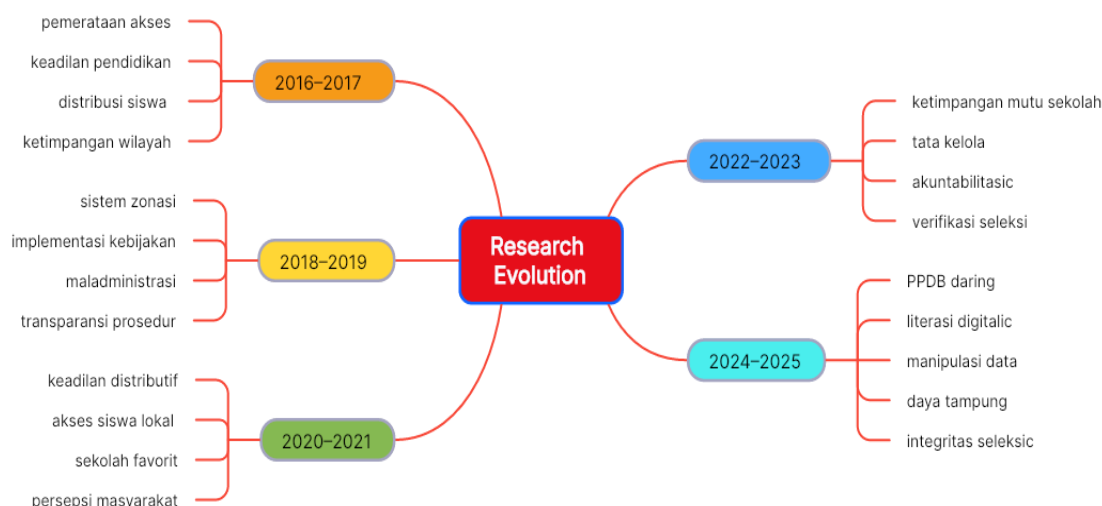 pemerataan akses
keadilan pendidikan
distribusi siswa
ketimpangan wilayah
2016–2017
sistem zonasi
implementasi kebijakan
maladministrasi
transparansi prosedur
2018–2019
keadilan distributif
akses siswa lokal
sekolah favorit
persepsi masyarakat
2020–2021
Research
Evolution
2022–2023
ketimpangan mutu sekolah
tata kelola
akuntabilitasic
verifikasi seleksi
2024–2025
PPDB daring
literasi digitalic
manipulasi data
daya tampung
integritas seleksic